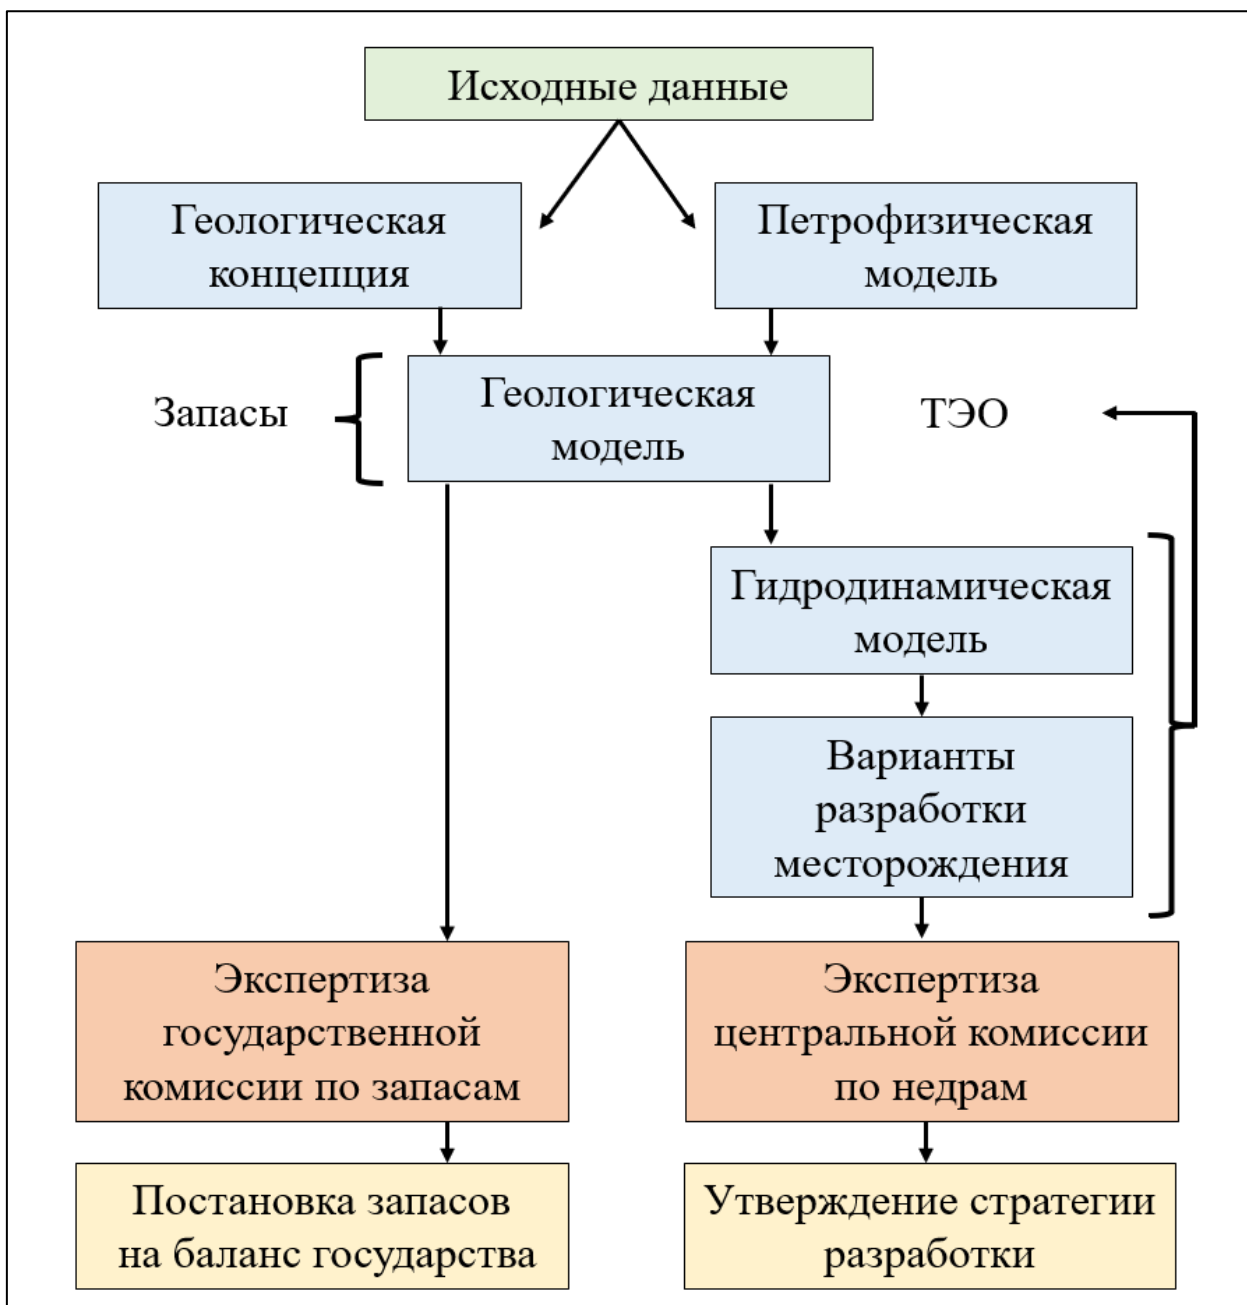 Исходные данные
Геологическая
концепция
Петрофизическая
модель
Запасы
Геологическая
модель
ТЭО
Гидродинамическая
модель
Варианты
разработки
месторождения
Экспертиза
государственной
комиссии по запасам
Экспертиза
центральной комиссии
по недрам
Постановка запасов
на баланс государства
Утверждение стратегии
разработки